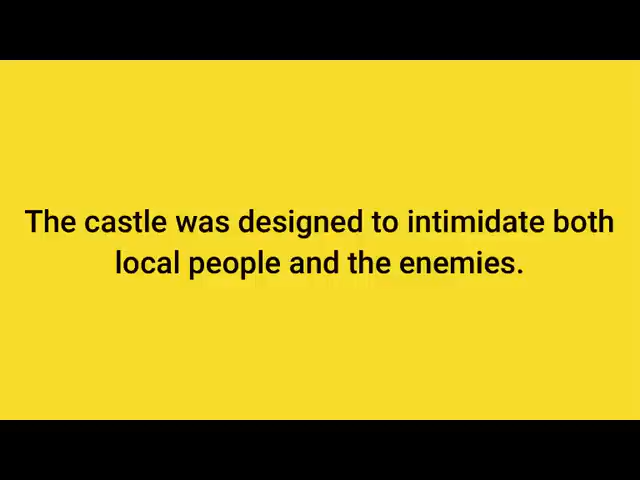 The castle was designed to intimidate both
local people and the enemies.